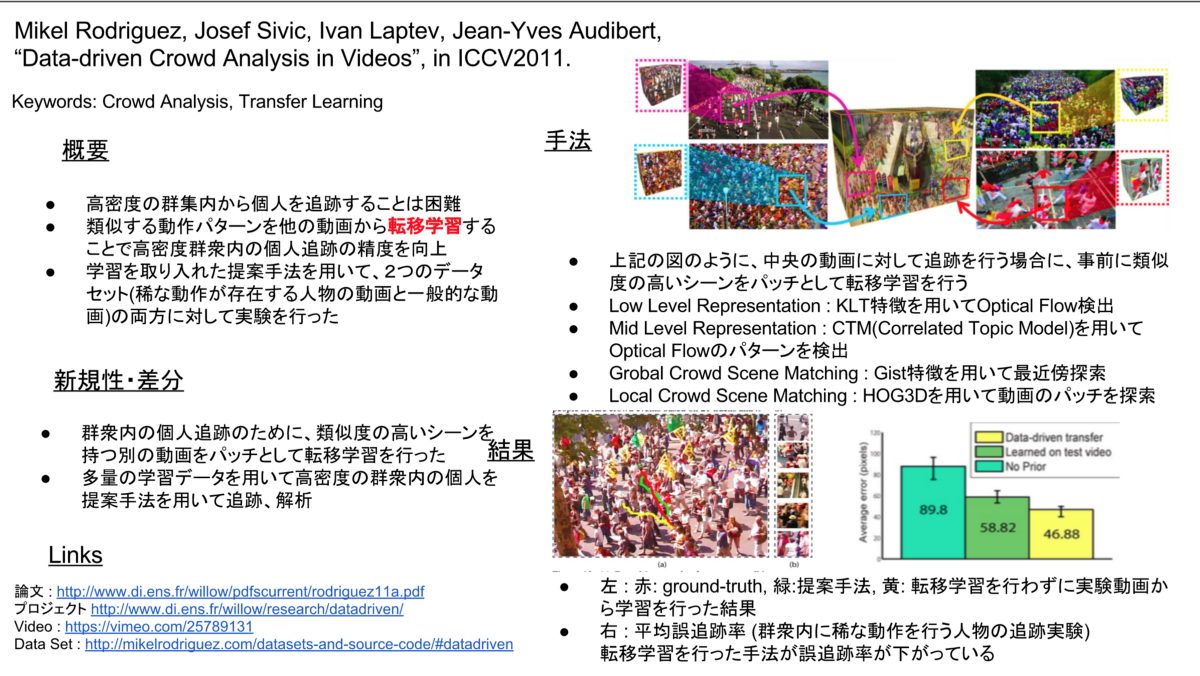 Mikel Rodriguez, Josef Sivic, Ivan Laptev, Jean-Yves Audibert,
“Data-driven Crowd Analysis in Videos”, in ICCV2011.
Keywords: Crowd Analysis, Transfer Learning
概要
● 高密度の群集内から個人を追跡することは困難
● 類似する動作パターンを他の動画から転移学習する
ことで高密度群衆内の個人追跡の精度を向上
● 学習を取り入れた提案手法を用いて、２つのデータ
セット(稀な動作が存在する人物の動画と一般的な動
画)の両方に対して実験を行った
新規性・差分
● 群衆内の個人追跡のために、類似度の高いシーンを
持つ別の動画をパッチとして転移学習を行った
● 多量の学習データを用いて高密度の群衆内の個人を
提案手法を用いて追跡、解析
Links
論文 : http://www.di.ens.fr/willow/pdfscurrent/rodriguez11a.pdf
プロジェクト http://www.di.ens.fr/willow/research/datadriven/
Video : https://vimeo.com/25789131
Data Set : http://mikelrodriguez.com/datasets-and-source-code/#datadriven
手法
● 上記の図のように、中央の動画に対して追跡を行う場合に、事前に類似
度の高いシーンをパッチとして転移学習を行う
● Low Level Representation : KLT特徴を用いてOptical Flow検出
● Mid Level Representation : CTM(Correlated Topic Model)を用いて
Optical Flowのパターンを検出
● Grobal Crowd Scene Matching : Gist特徴を用いて最近傍探索
● Local Crowd Scene Matching : HOG3Dを用いて動画のパッチを探索
結果
(a)
(b)
Average error (pixels)
120
100
80
60
40
20
0
Data-driven transfer
Learned on test video
No Prior
89.8
58.82
46.88
● 左 : 赤: ground-truth, 緑:提案手法, 黄: 転移学習を行わずに実験動画か
ら学習を行った結果
● 右 : 平均誤追跡率 (群衆内に稀な動作を行う人物の追跡実験)
転移学習を行った手法が誤追跡率が下がっている